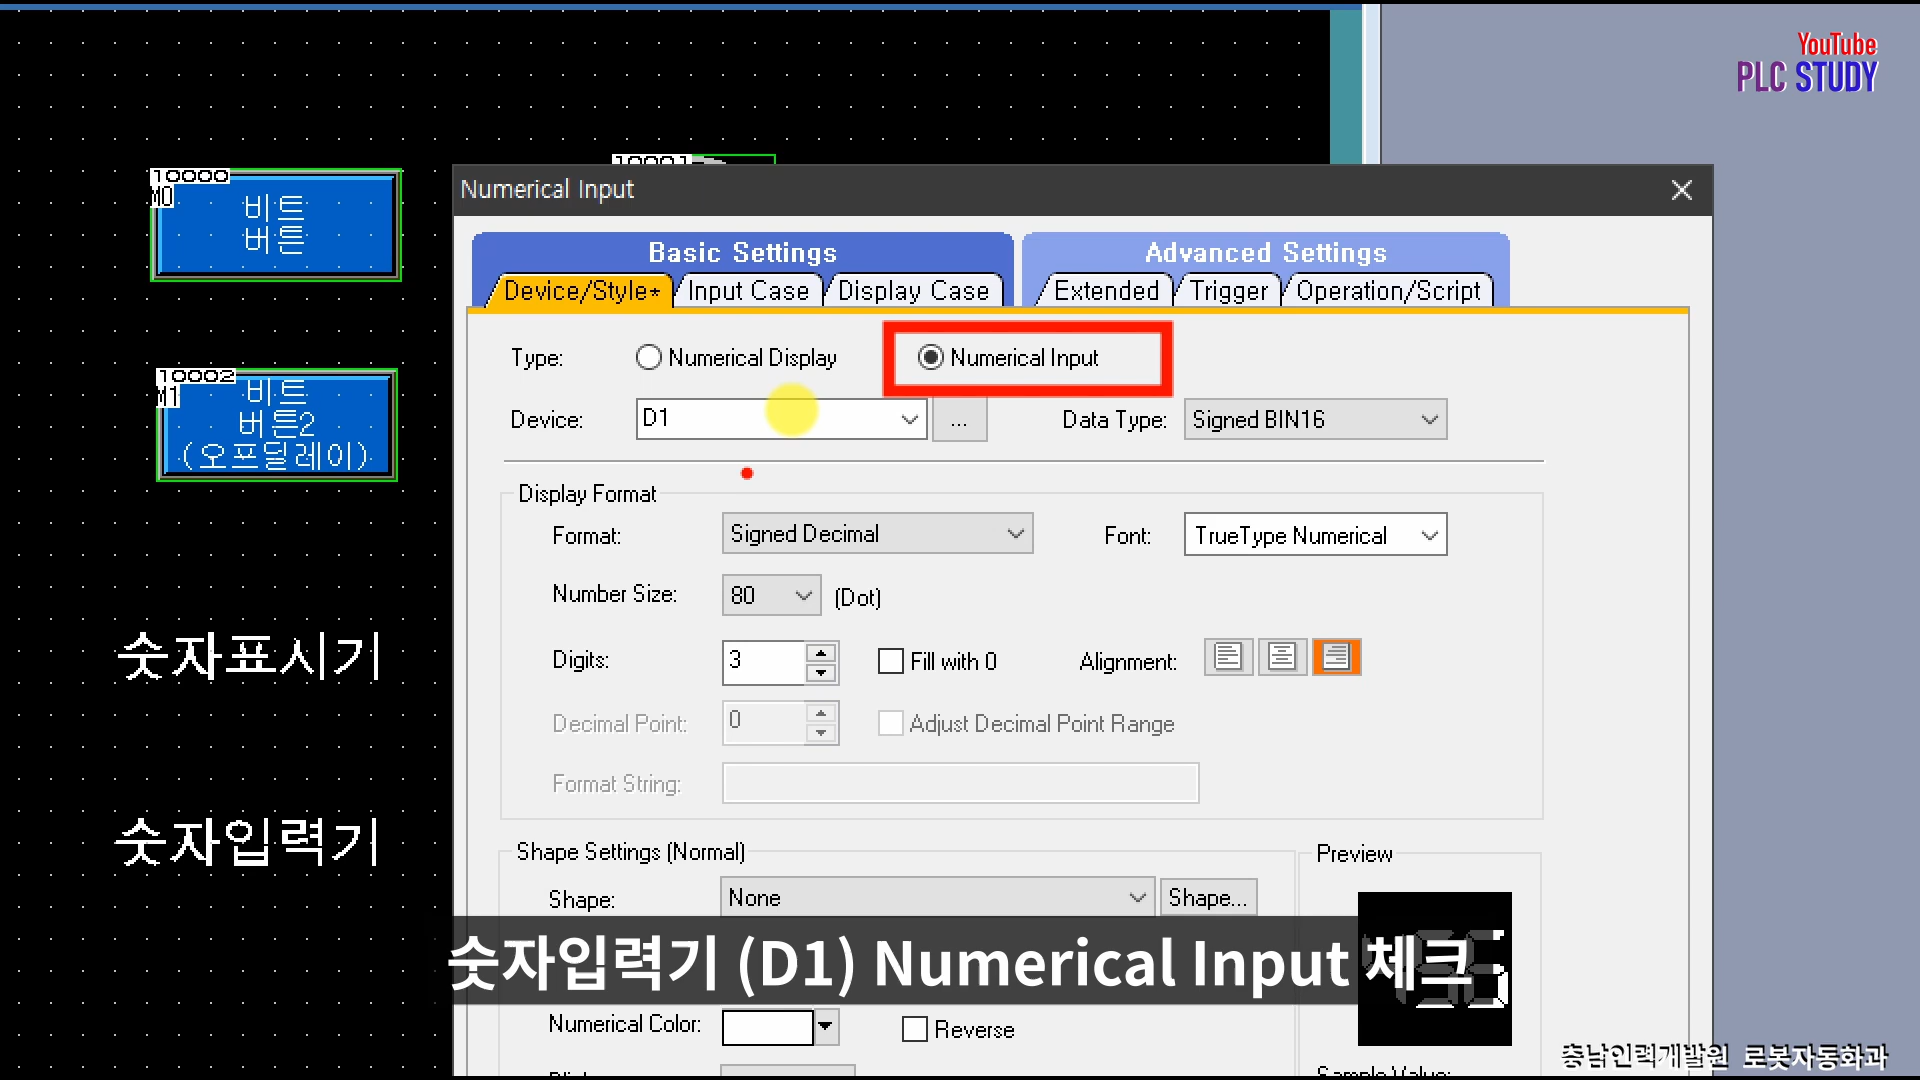 YouTube
PLC STUDY
10000
M0
비트
버튼
10001
10002
M1
비트
버튼2
(오프딜레이)
숫자표시기
숫자입력기
Numerical Input
Basic Settings
Advanced Settings
Device/Style*
Input Case
Display Case
Extended
Trigger
Operation/Script
Type:
Numerical Display
Numerical Input
Device:
D1
...
Data Type:
Signed BIN16
Display Format
Format:
Signed Decimal
Font:
TrueType Numerical
Number Size:
80
(Dot)
Digits:
3
Fill with 0
Alignment:
Decimal Point:
0
Adjust Decimal Point Range
Format String:
Shape Settings (Normal)
Preview
Shape:
None
Shape...
숫자입력기 (D1) Numerical Input 체크
Numerical Color:
Reverse
Sample Value:
충남인력개발원 로봇자동화과